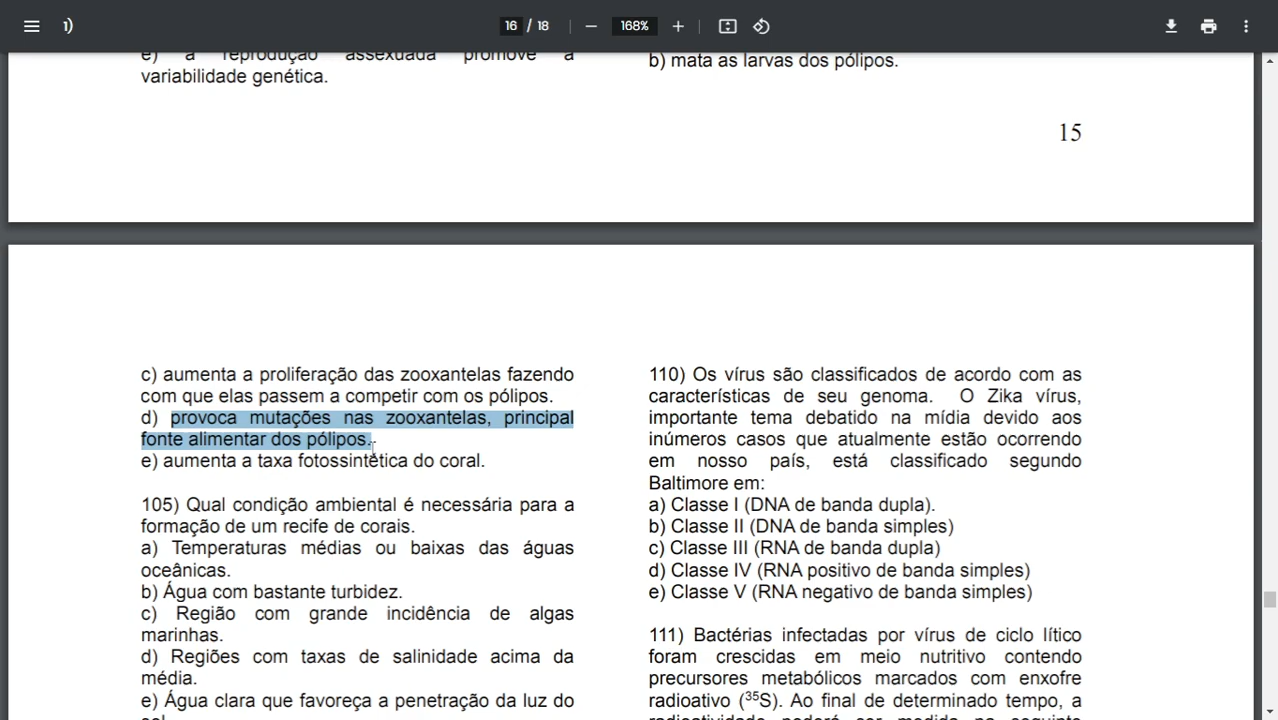 1)
16 / 18
168%
e) a reprodução assexuada promove a
variabilidade genética.
b) mata as larvas dos pólipos.
15
c) aumenta a proliferação das zooxantelas fazendo
com que elas passem a competir com os pólipos.
d) provoca mutações nas zooxantelas, principal
fonte alimentar dos pólipos..
e) aumenta a taxa fotossintética do coral.
105) Qual condição ambiental é necessária para a
formação de um recife de corais.
a) Temperaturas médias ou baixas das águas
oceânicas.
b) Água com bastante turbidez.
c) Região com grande incidência de algas
marinhas.
d) Regiões com taxas de salinidade acima da
média.
e) Água clara que favoreça a penetração da luz do
sol.
110) Os vírus são classificados de acordo com as
características de seu genoma. O Zika vírus,
importante tema debatido na mídia devido aos
inúmeros casos que atualmente estão ocorrendo
em nosso país, está classificado segundo
Baltimore em:
a) Classe I (DNA de banda dupla).
b) Classe II (DNA de banda simples)
c) Classe III (RNA de banda dupla)
d) Classe IV (RNA positivo de banda simples)
e) Classe V (RNA negativo de banda simples)
111) Bactérias infectadas por vírus de ciclo lítico
foram crescidas em meio nutritivo contendo
precursores metabólicos marcados com enxofre
radioativo (³⁵S). Ao final de determinado tempo, a
radioatividade poderá ser medida na seguinte